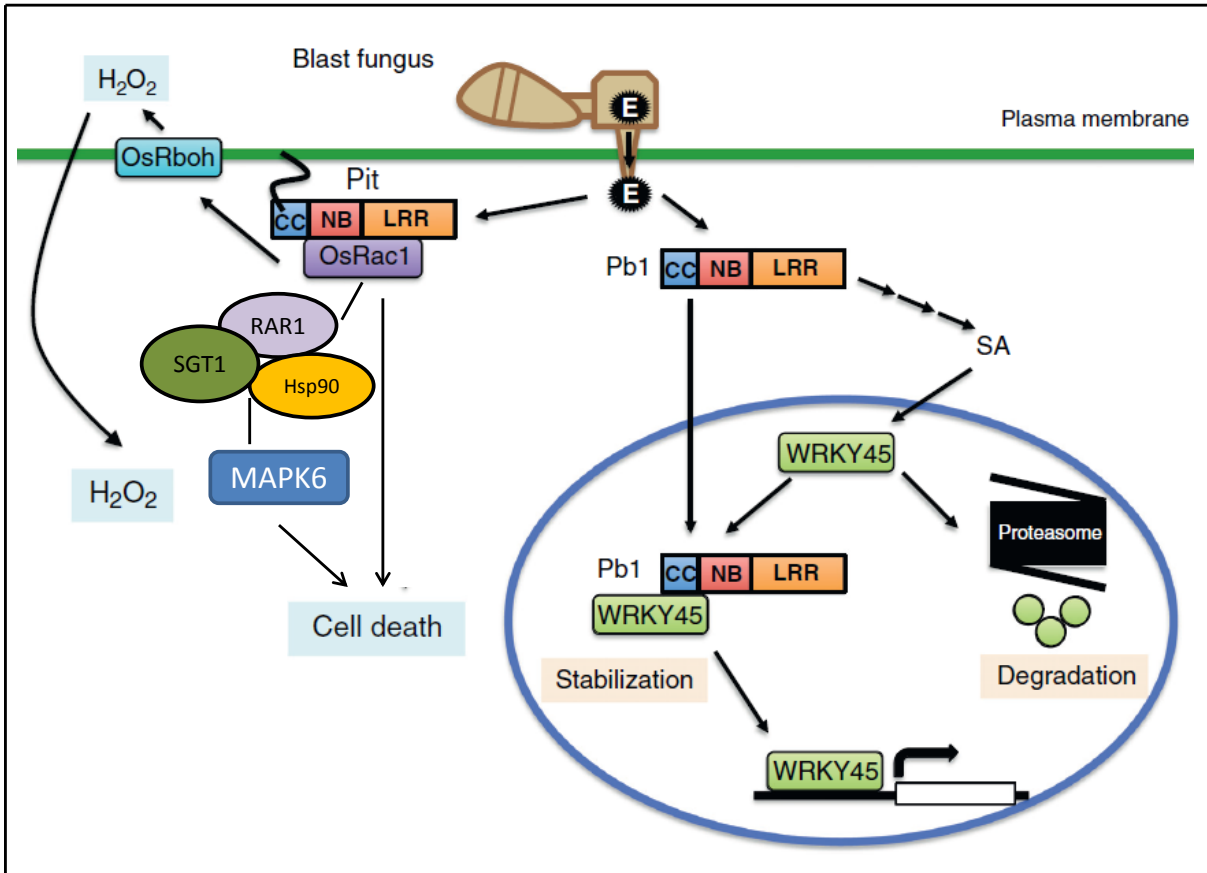 Blast fungus
H₂O₂
E
Plasma membrane
OsRboh
Pit
E
CC NB LRR
OsRac1
Pb1 CC NB LRR
RAR1
SGT1
Hsp90
SA
MAPK6
H₂O₂
WRKY45
Proteasome
Pb1 CC NB LRR
WRKY45
Cell death
Stabilization
Degradation
WRKY45